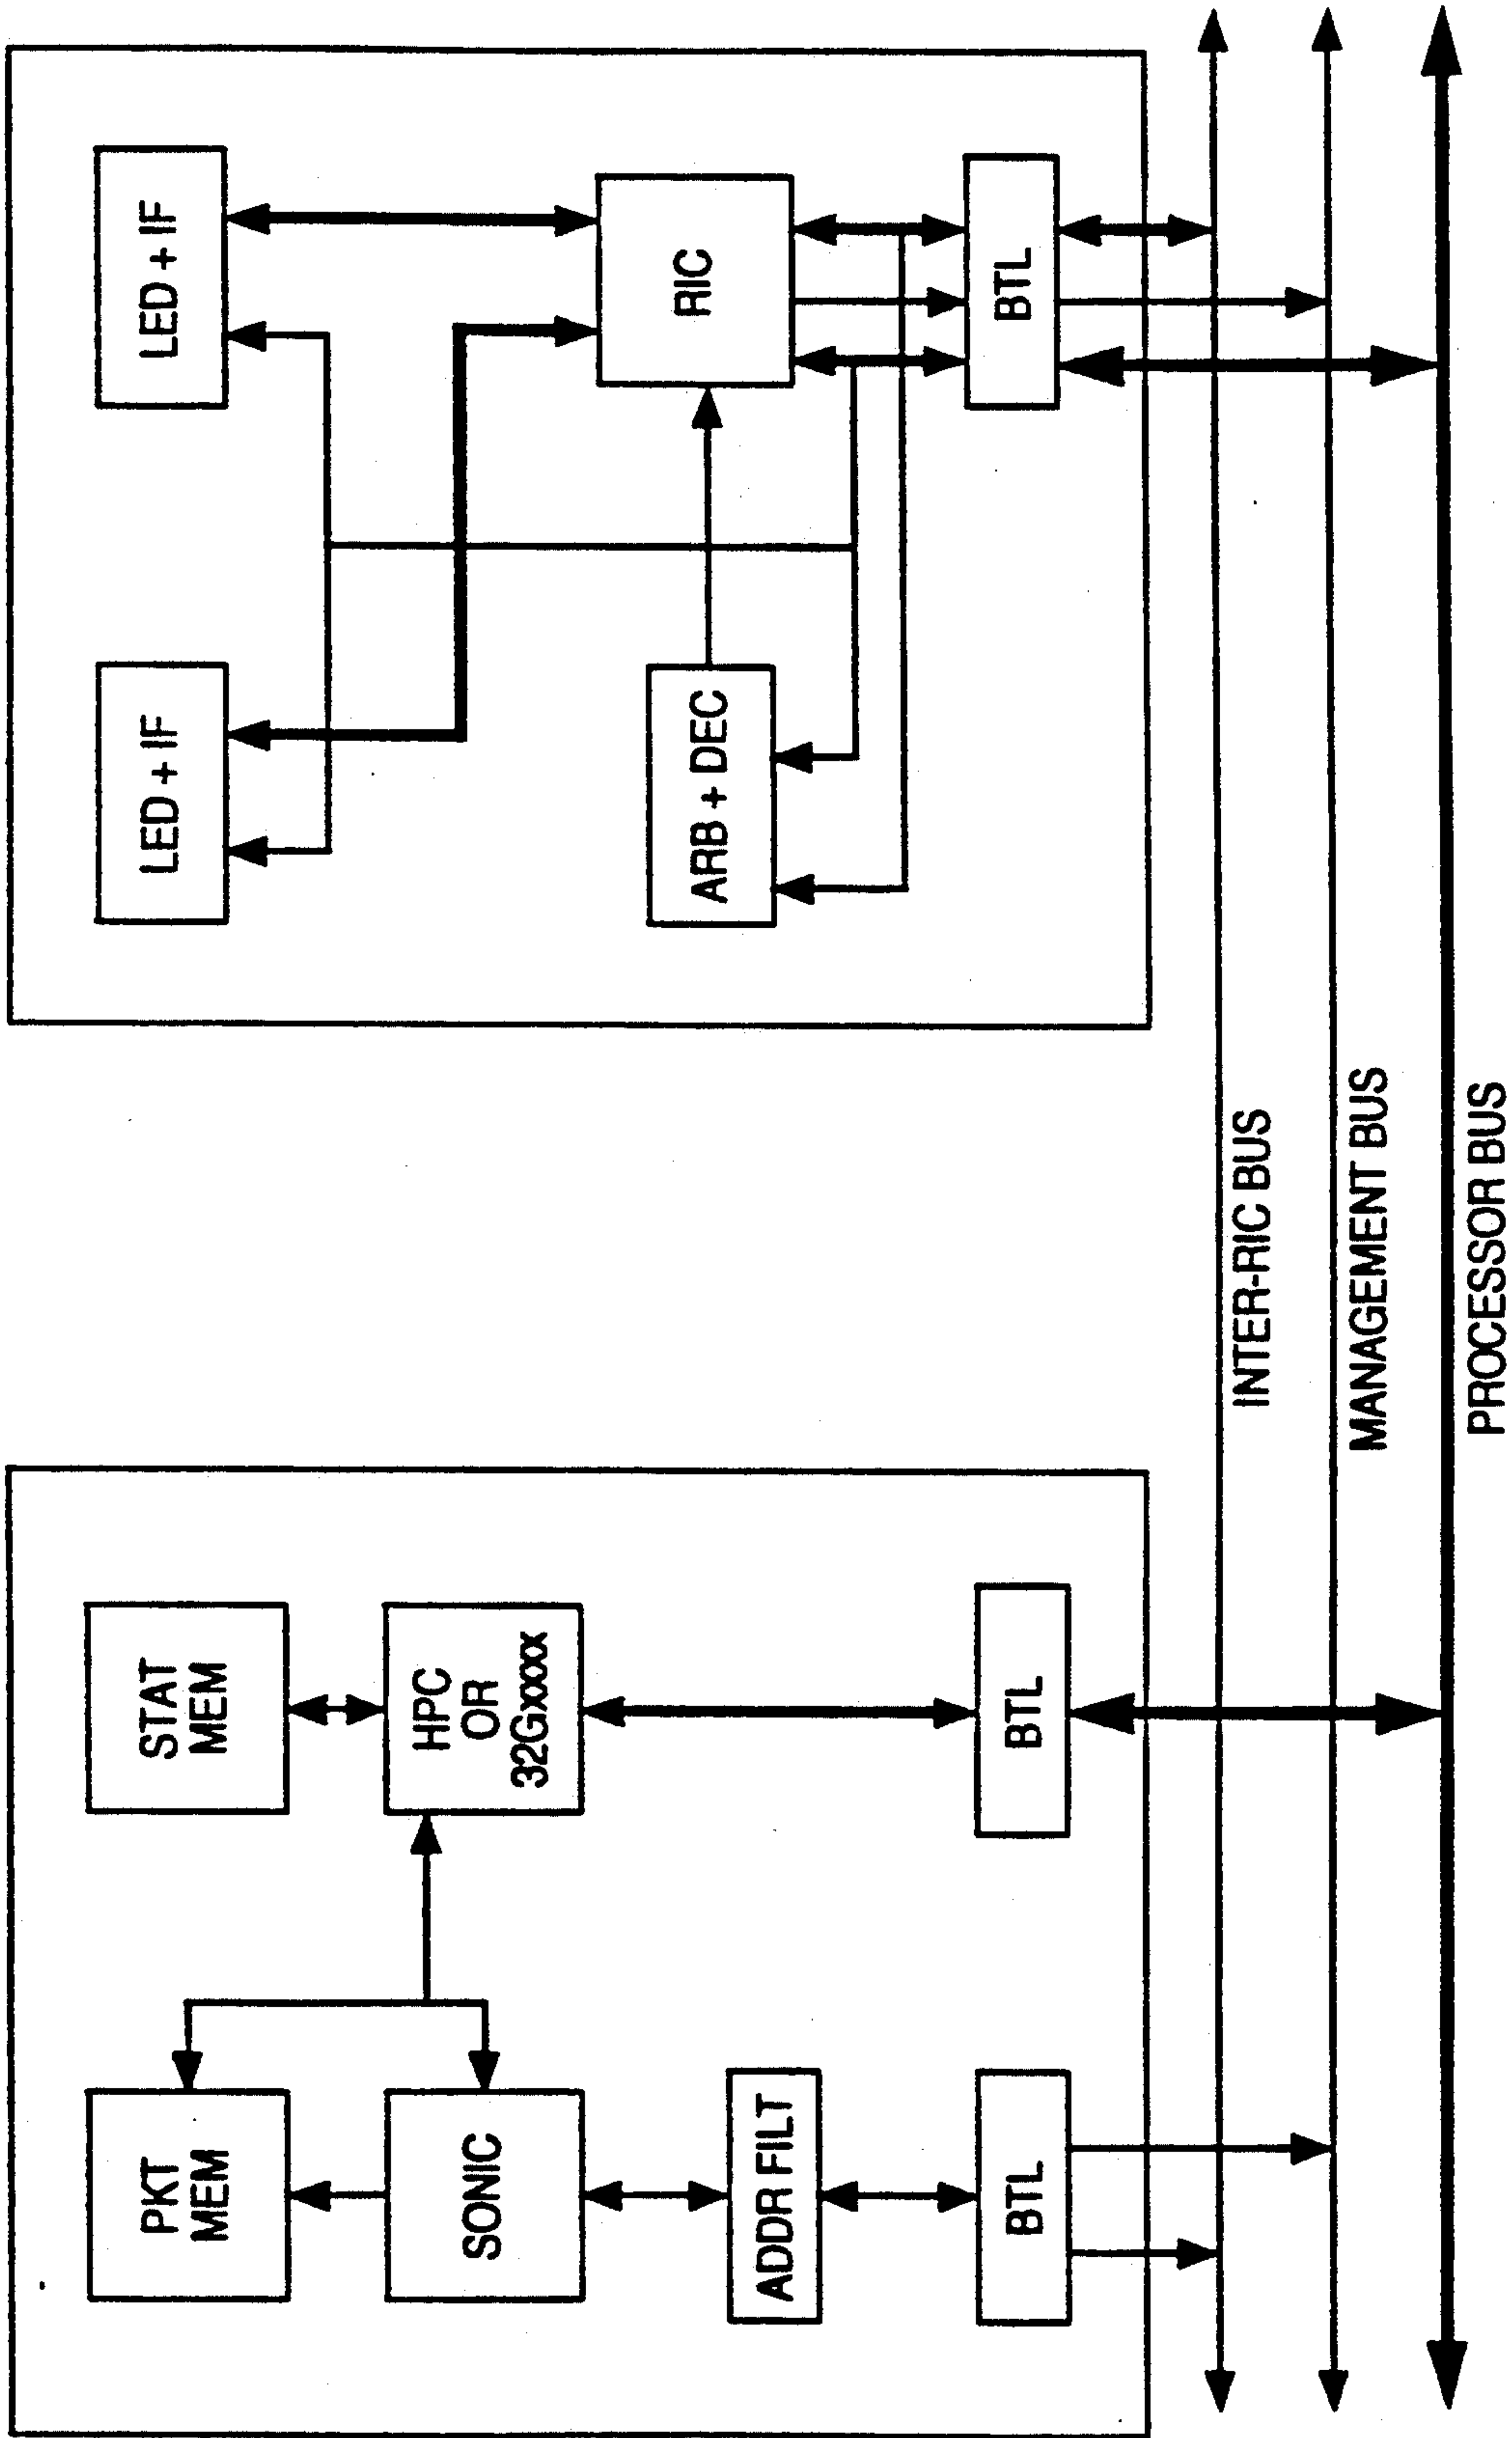 PKT
MEM
STAT
MEM
SONIC
HPC
OR
32Gxxxx
ADDR FILT
BTL
BTL
LED + IF
LED + IF
ARB + DEC
RIC
BTL
INTER-RIC BUS
MANAGEMENT BUS
PROCESSOR BUS